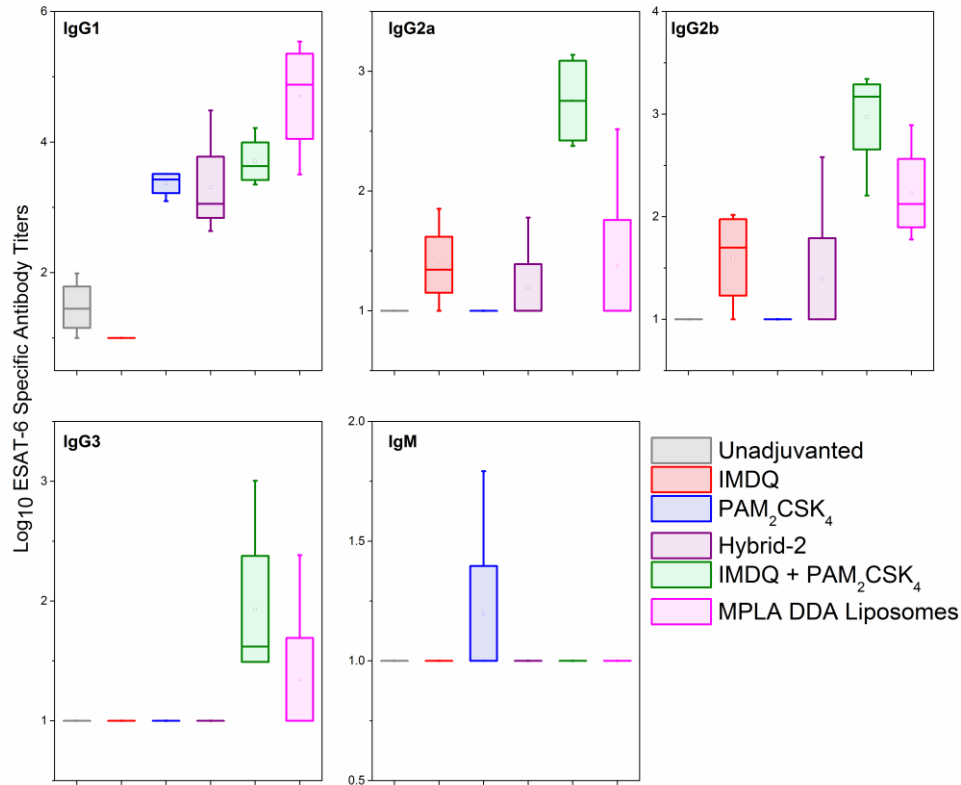 Log10 ESAT-6 Specific Antibody Titers
IgG1
6
4
2
IgG2a
3
2
1
IgG2b
4
3
2
1
IgG3
3
2
1
IgM
2.0
1.5
1.0
0.5
Unadjuvanted
IMDQ
PAM2CSK4
Hybrid-2
IMDQ + PAM2CSK4
MPLA DDA Liposomes